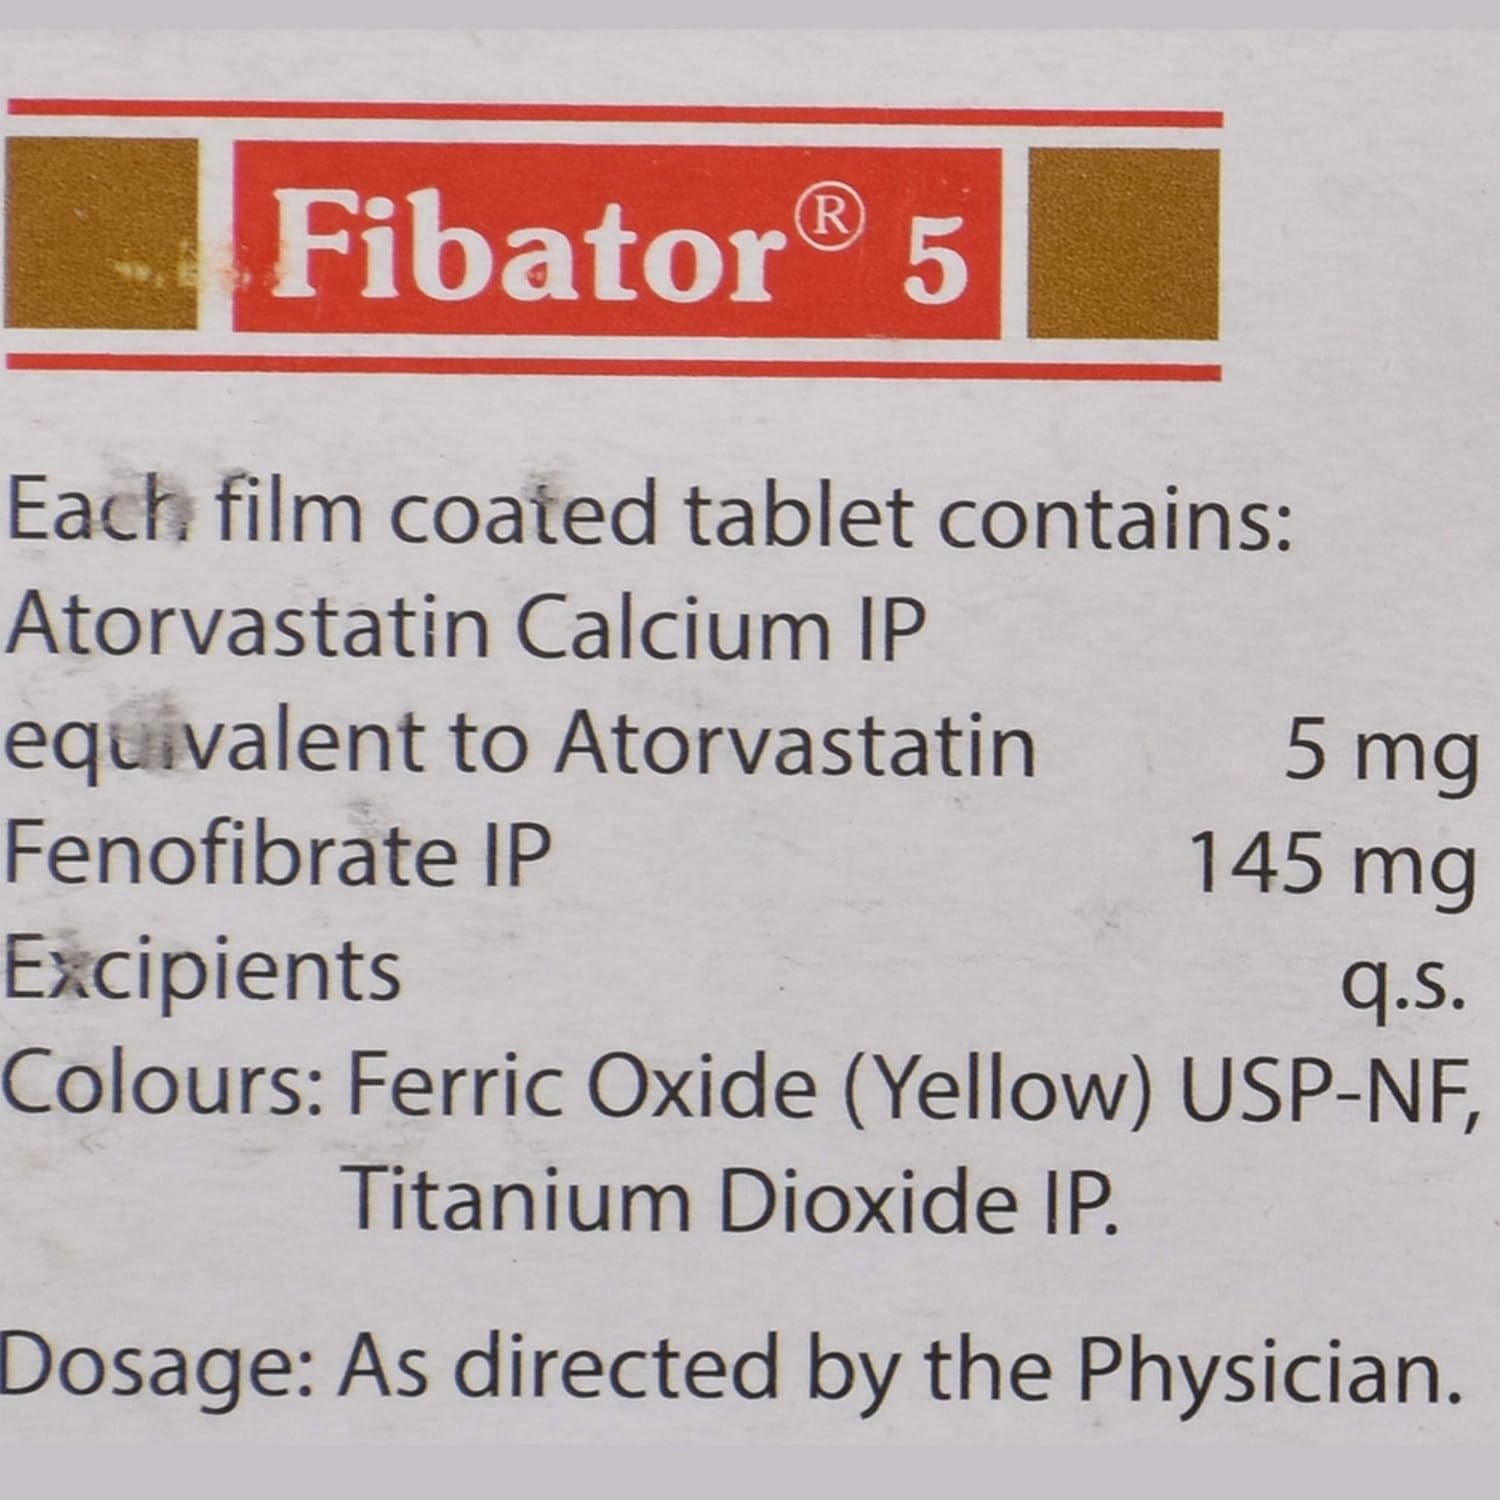 Fibator® 5
Each film coated tablet contains:
Atorvastatin Calcium IP
equivalent to Atorvastatin 5 mg
Fenofibrate IP 145 mg
Excipients q.s.
Colours: Ferric Oxide (Yellow) USP-NF,
Titanium Dioxide IP.
Dosage: As directed by the Physician.